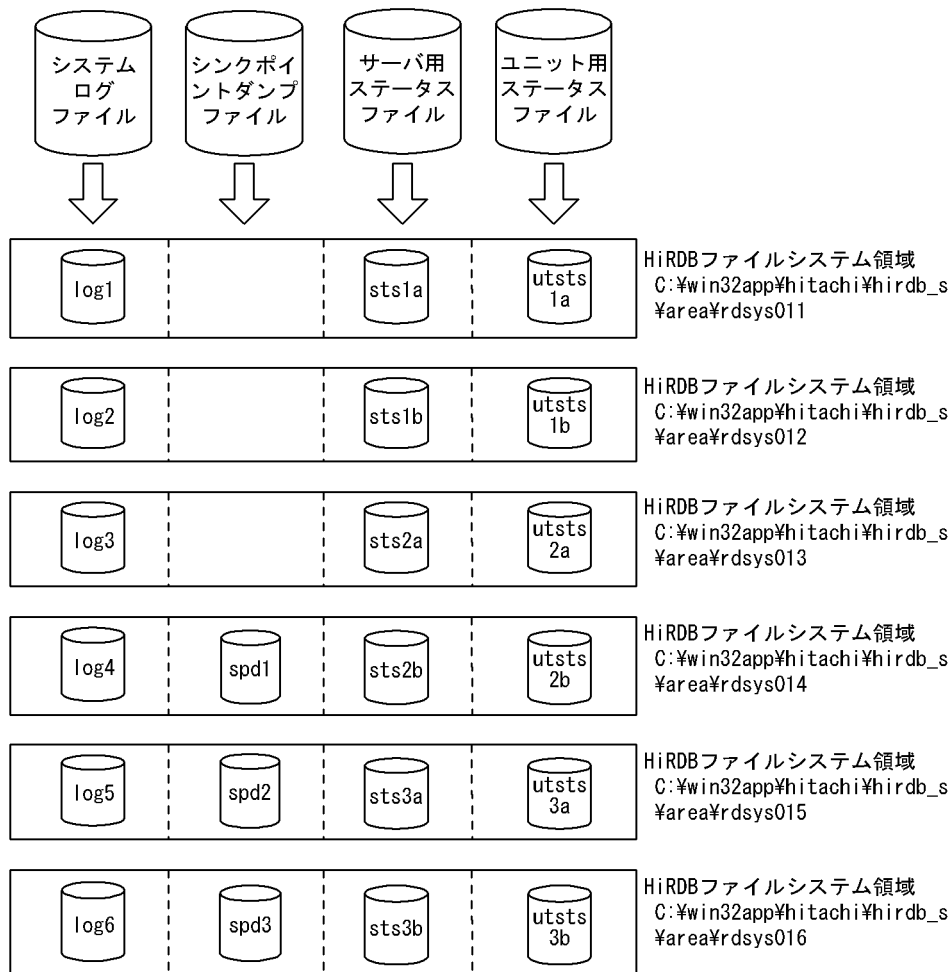 システム
ログ
ファイル
シンクポイ
ントダンプ
ファイル
サーバ用
ステータス
ファイル
ユニット用
ステータス
ファイル
log1
sts1a
utsts
1a
HiRDBファイルシステム領域
C:¥win32app¥hitachi¥hirdb_s
¥area¥rdsys011
log2
sts1b
utsts
1b
HiRDBファイルシステム領域
C:¥win32app¥hitachi¥hirdb_s
¥area¥rdsys012
log3
sts2a
utsts
2a
HiRDBファイルシステム領域
C:¥win32app¥hitachi¥hirdb_s
¥area¥rdsys013
log4
spd1
sts2b
utsts
2b
HiRDBファイルシステム領域
C:¥win32app¥hitachi¥hirdb_s
¥area¥rdsys014
log5
spd2
sts3a
utsts
3a
HiRDBファイルシステム領域
C:¥win32app¥hitachi¥hirdb_s
¥area¥rdsys015
log6
spd3
sts3b
utsts
3b
HiRDBファイルシステム領域
C:¥win32app¥hitachi¥hirdb_s
¥area¥rdsys016